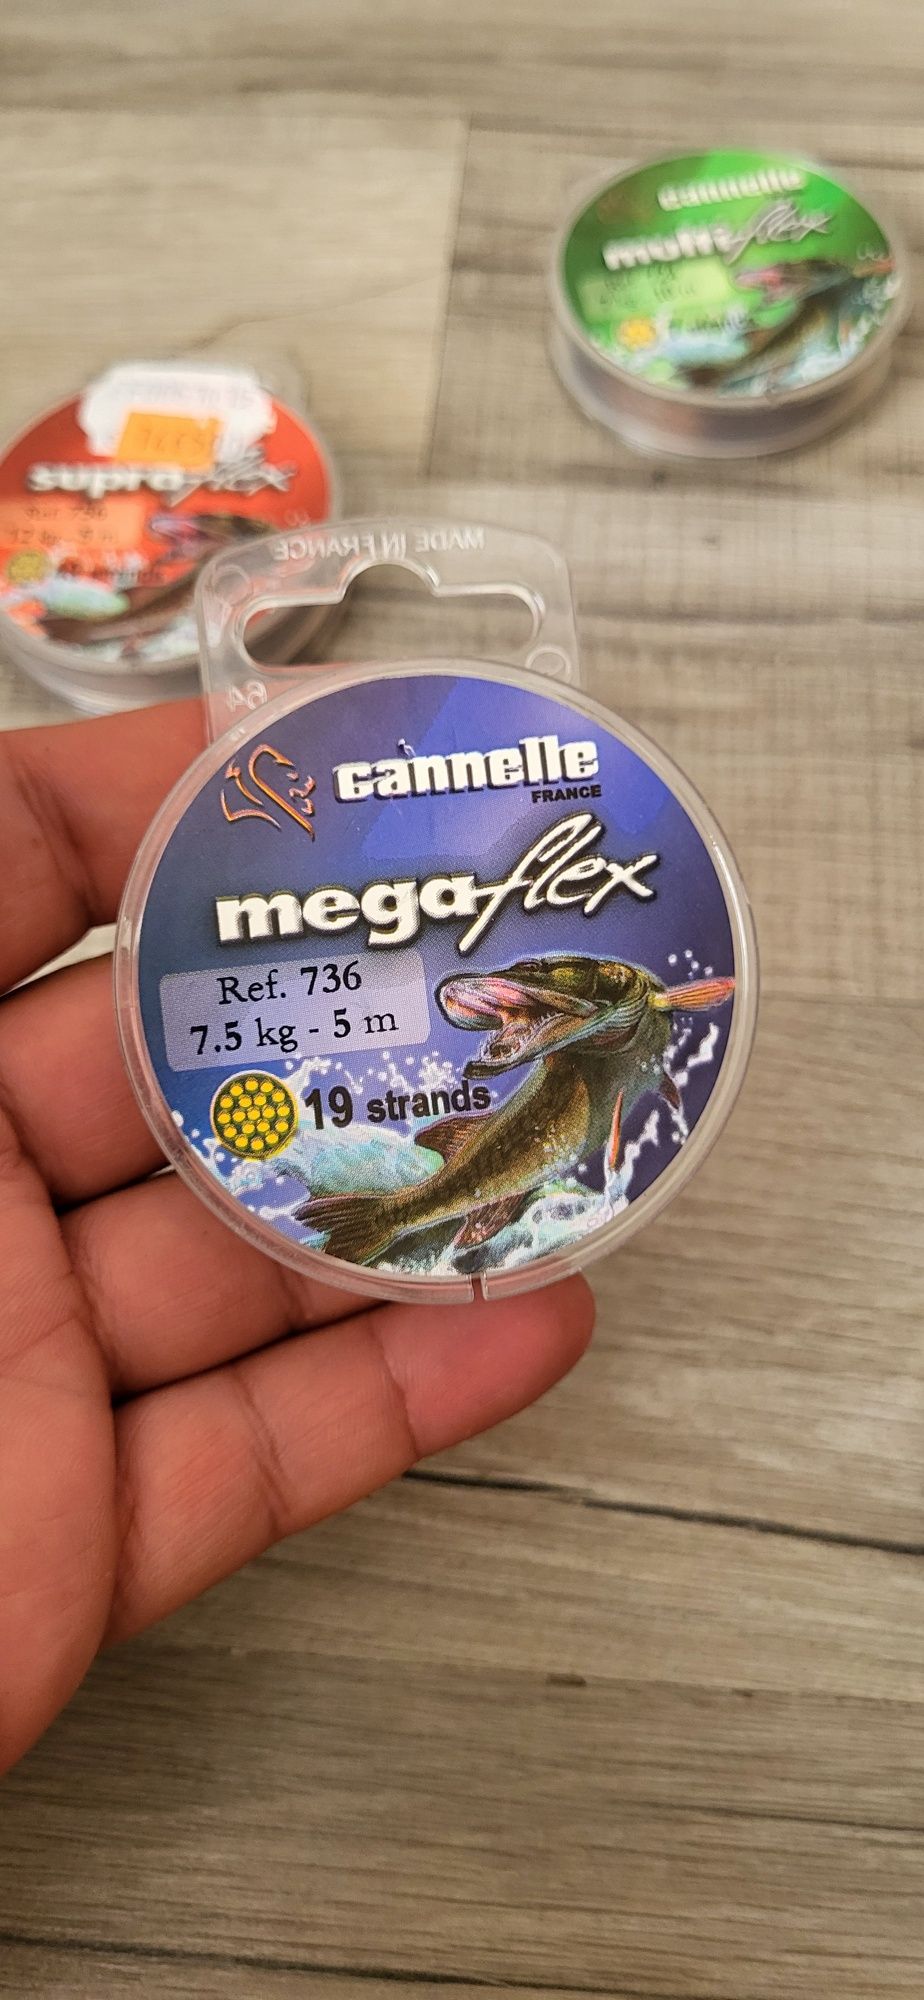 cannelle
multiflex
supraflex
MADE IN FRANCE
cannelle
FRANCE
megaflex
Ref. 736
7.5 kg - 5 m
19 strands